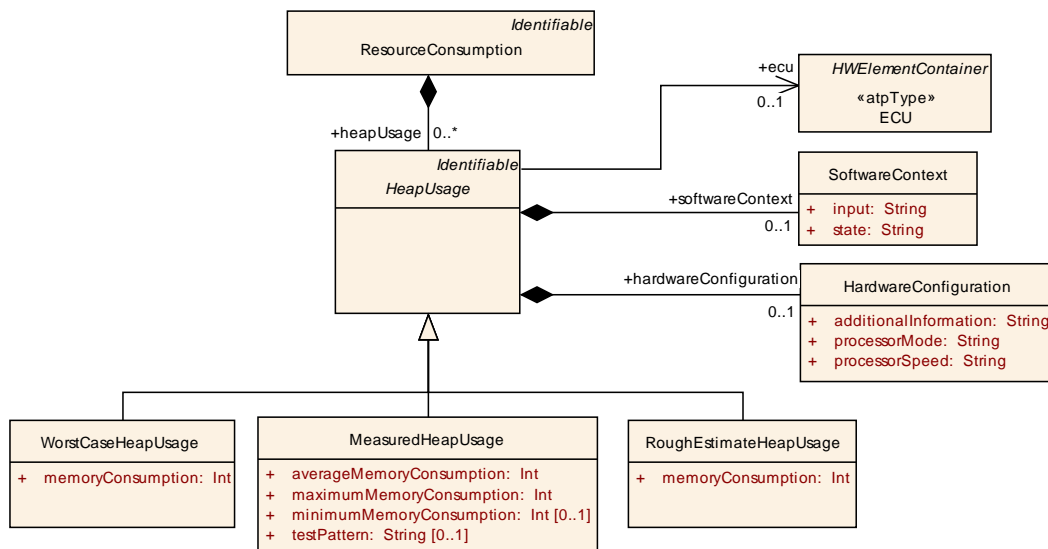 Identifiable
ResourceConsumption
+heapUsage 0..*
+ecu
0..1
HWElementContainer
«atpType»
ECU
Identifiable
HeapUsage
+softwareContext
0..1
SoftwareContext
+ input: String
+ state: String
+hardwareConfiguration
0..1
HardwareConfiguration
+ additionalInformation: String
+ processorMode: String
+ processorSpeed: String
WorstCaseHeapUsage
+ memoryConsumption: Int
MeasuredHeapUsage
+ averageMemoryConsumption: Int
+ maximumMemoryConsumption: Int
+ minimumMemoryConsumption: Int [0..1]
+ testPattern: String [0..1]
RoughEstimateHeapUsage
+ memoryConsumption: Int